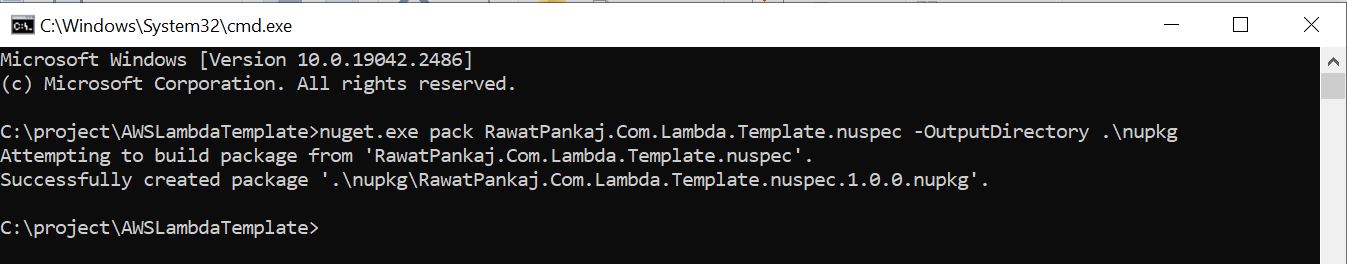 C:\Windows\System32\cmd.exe
Microsoft Windows [Version 10.0.19042.2486]
(c) Microsoft Corporation. All rights reserved.
C:\project\AWSLambdaTemplate>nuget.exe pack RawatPankaj.Com.Lambda.Template.nuspec -OutputDirectory .\nupkg
Attempting to build package from 'RawatPankaj.Com.Lambda.Template.nuspec'.
Successfully created package '.\nupkg\RawatPankaj.Com.Lambda.Template.nuspec.1.0.0.nupkg'.
C:\project\AWSLambdaTemplate>